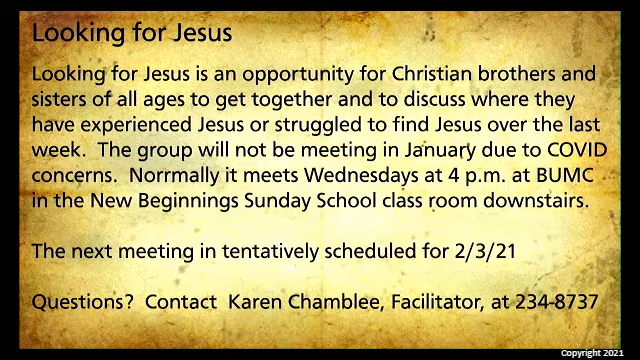 Looking for Jesus
Looking for Jesus is an opportunity for Christian brothers and
sisters of all ages to get together and to discuss where they
have experienced Jesus or struggled to find Jesus over the last
week.  The group will not be meeting in January due to COVID
concerns.  Norrmally it meets Wednesdays at 4 p.m. at BUMC
in the New Beginnings Sunday School class room downstairs.
The next meeting in tentatively scheduled for 2/3/21
Questions?  Contact  Karen Chamblee, Facilitator, at 234-8737
Copyright 2021